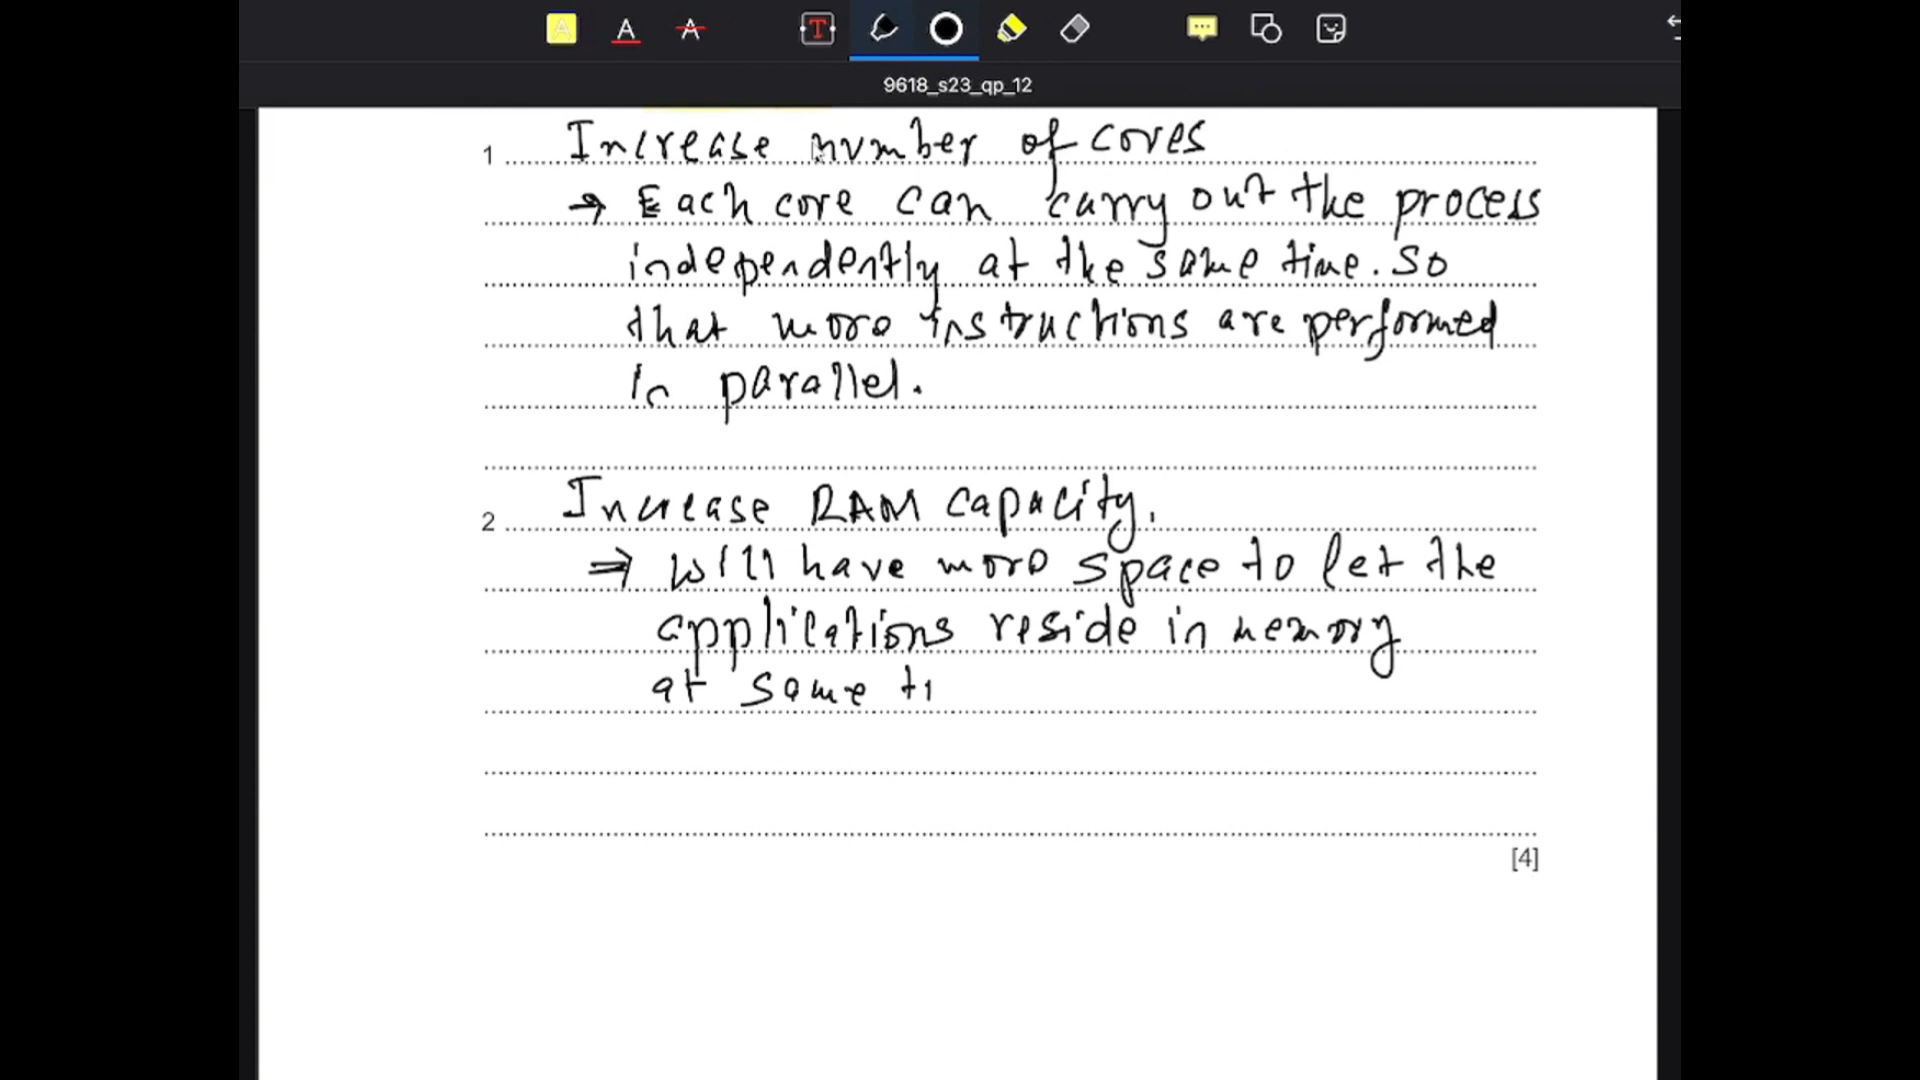 A A A T
9618_s23_qp_12
1 Increase number of cores
→ Each core can carry out the process
independently at the same time. So
that more instructions are performed
in parallel.
2 Increase RAM capacity.
⇒ Will have more space to let the
applications reside in memory
at same ti
[4]